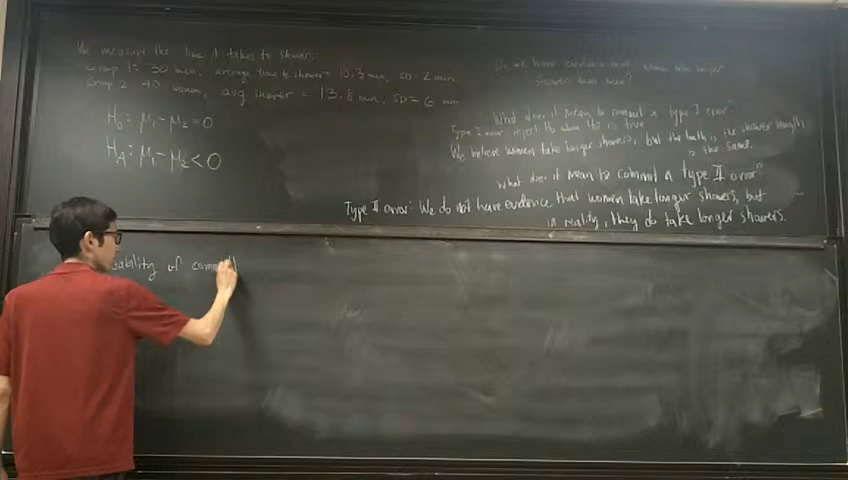 We measure the time it takes to shower:
Group 1: 30 men, average time to shower = 10.3 min, SD = 2 min
Group 2 40 women, avg shower = 13.8 min, SD = 6 min
H₀: μ₁ - μ₂ = 0
H_A: μ₁ - μ₂ < 0
Do we have evidence that women take longer
showers than men?
What does it mean to commit a type I error?
Type I error reject H₀ when H₀ is true
We believe women take longer showers, but the truth is the shower length
is the same.
What does it mean to commit a type II error?
Type II error: We do not have evidence that women take longer showers, but
in reality, they do take longer showers.
ability of commit